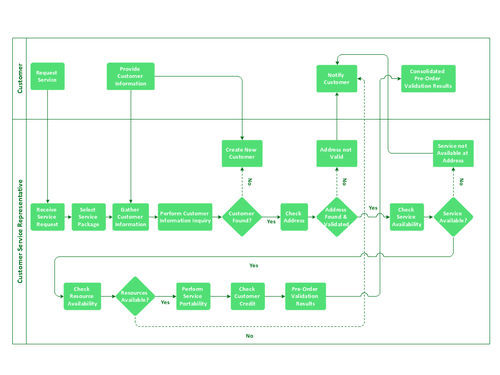 Customer
Request
Service
Provide
Customer
Information
Notify
Customer
Consolidated
Pre-Order
Validation Results
Customer Service Representative
Create New
Customer
Address not
Valid
Service not
Available at
Address
No
No
No
Receive
Service
Request
Select
Service
Package
Gather
Customer
Information
Perform Customer
Information Inquiry
Customer
Found?
Yes
Check
Address
Address
Found &
Validated
Yes
Check
Service
Availability
Service
Available?
Yes
Check
Resource
Availability
Resources
Available?
Yes
Perform
Service
Portability
Check
Customer
Credit
Pre-Order
Validation
Results
No